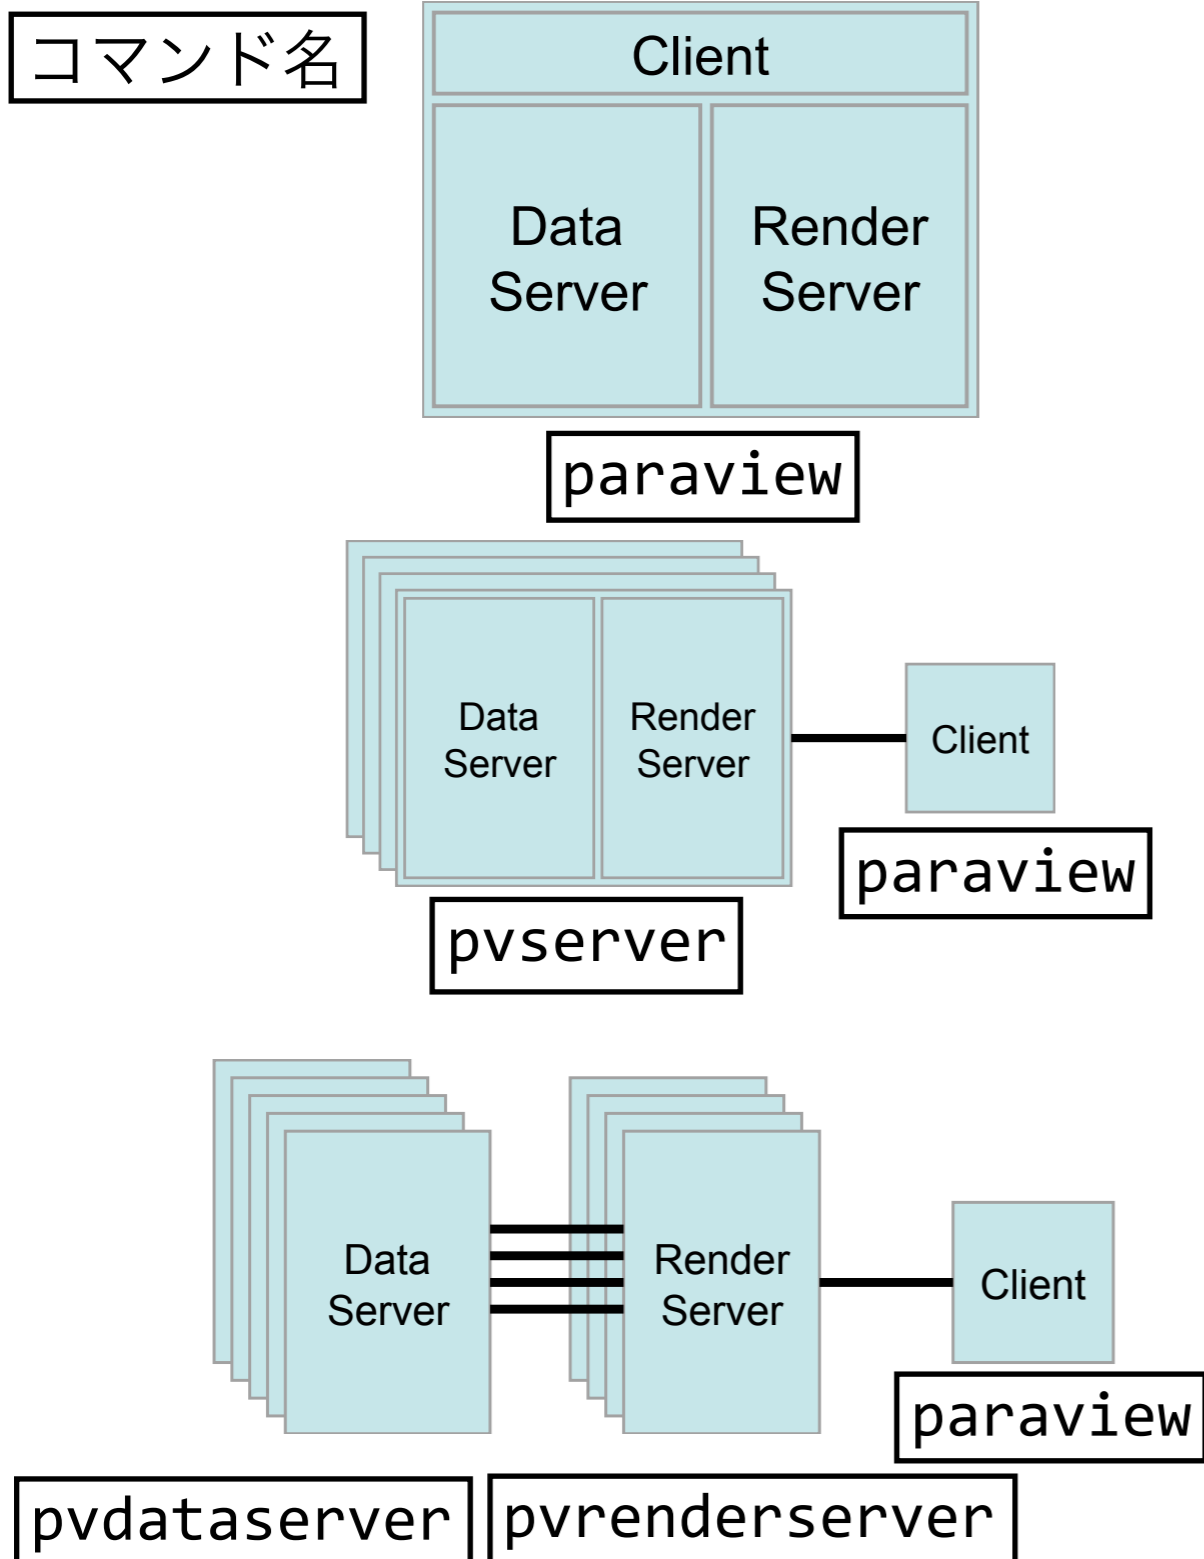 コマンド名
Client
Data
Server
Render
Server
paraview
Data
Server
Render
Server
Client
paraview
pvserver
Data
Server
Render
Server
Client
paraview
pvdataserver
pvrenderserver